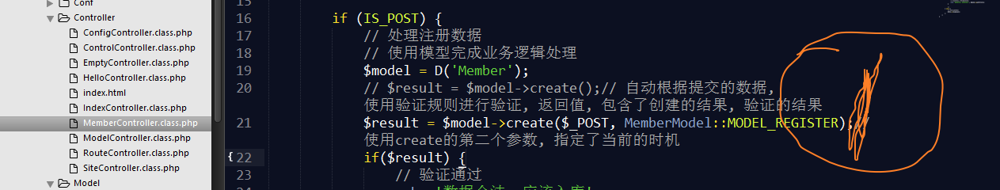 Conf
Controller
ConfigController.class.php
ControlController.class.php
EmptyController.class.php
HelloController.class.php
index.html
IndexController.class.php
MemberController.class.php
ModelController.class.php
RouteController.class.php
SiteController.class.php
Model
16 if (IS_POST) {
17 // 处理注册数据
18 // 使用模型完成业务逻辑处理
19 $model = D('Member');
20 // $result = $model->create();// 自动根据提交的数据,
使用验证规则进行验证, 返回值, 包含了创建的结果, 验证的结果
21 $result = $model->create($_POST, MemberModel::MODEL_REGISTER);
使用create的第二个参数, 指定了当前的时机
{ 22 if($result) {
23 // 验证通过